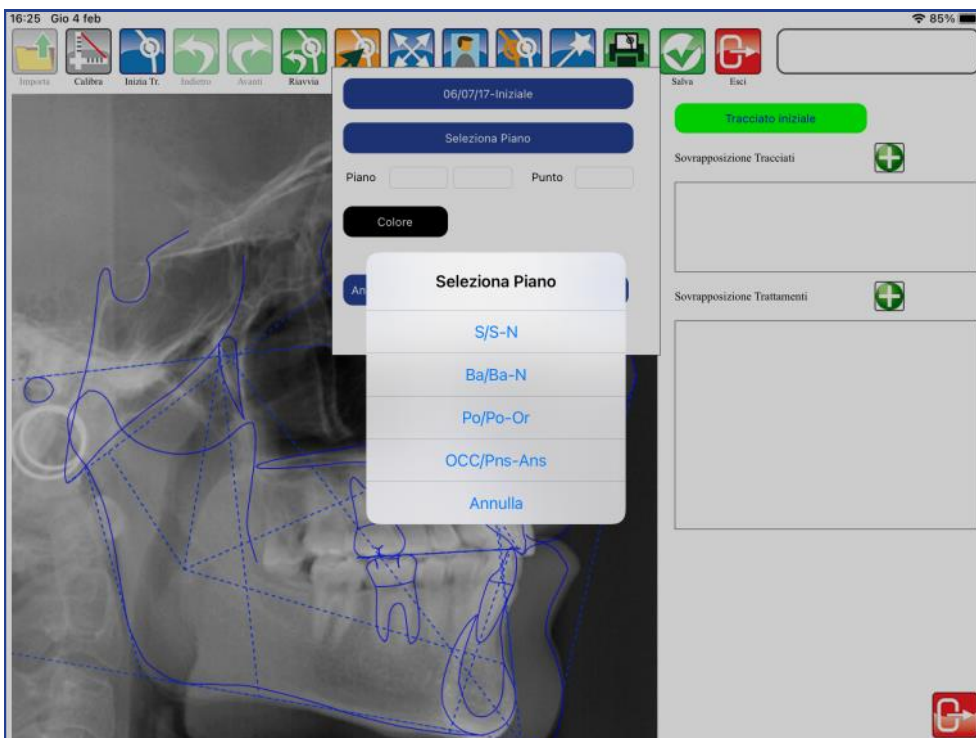 16:25 Gio 4 feb
85%
Importa Calibra Inizia Tr. Indietro Avanti Riavvia Salva Esci
06/07/17-Iniziale
Seleziona Piano
Piano Punto
Colore
An
Seleziona Piano
S/S-N
Ba/Ba-N
Po/Po-Or
OCC/Pns-Ans
Annulla
Tracciato iniziale
Sovrapposizione Tracciati
Sovrapposizione Trattamenti